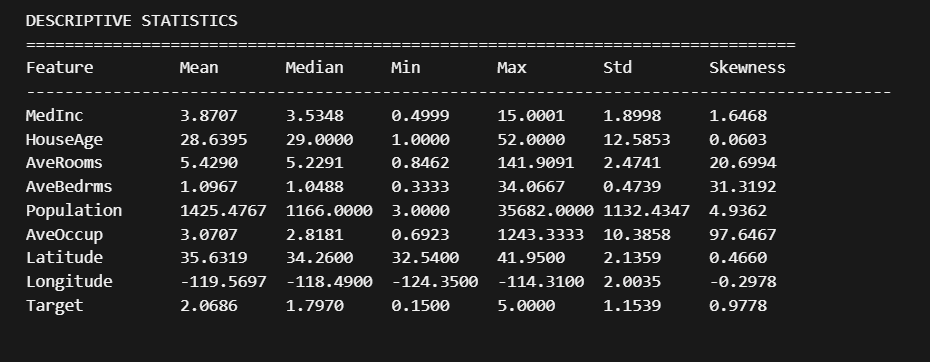 DESCRIPTIVE STATISTICS
================================================================================
Feature Mean Median Min Max Std Skewness
------------------------------------------------------------------------------------------
MedInc 3.8707 3.5348 0.4999 15.0001 1.8998 1.6468
HouseAge 28.6395 29.0000 1.0000 52.0000 12.5853 0.0603
AveRooms 5.4290 5.2291 0.8462 141.9091 2.4741 20.6994
AveBedrms 1.0967 1.0488 0.3333 34.0667 0.4739 31.3192
Population 1425.4767 1166.0000 3.0000 35682.0000 1132.4347 4.9362
AveOccup 3.0707 2.8181 0.6923 1243.3333 10.3858 97.6467
Latitude 35.6319 34.2600 32.5400 41.9500 2.1359 0.4660
Longitude -119.5697 -118.4900 -124.3500 -114.3100 2.0035 -0.2978
Target 2.0686 1.7970 0.1500 5.0000 1.1539 0.9778